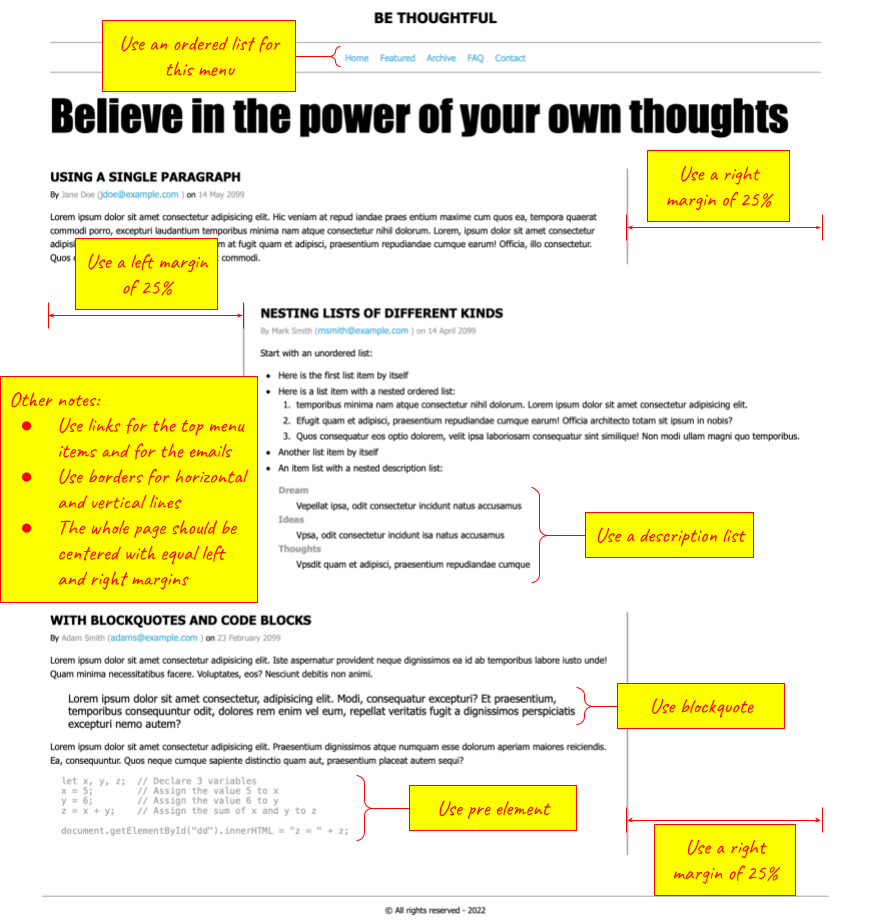 BE THOUGHTFUL
Use an ordered list for
this menu
Home Featured Archive FAQ Contact
Believe in the power of your own thoughts
USING A SINGLE PARAGRAPH
By Jane Doe (jdoe@example.com ) on 14 May 2099
Use a right
margin of 25%
Lorem ipsum dolor sit amet consectetur adipisicing elit. Hic veniam at repud iandae praes entium maxime cum quos ea, tempora quaerat
commodi porro, excepturi laudantium temporibus minima nam atque consectetur nihil dolorum. Lorem, ipsum dolor sit amet consectetur
m at fugit quam et adipisci, praesentium repudiandae cumque earum! Officia, illo consectetur.
Quos commodi.
Use a left margin
of 25%
NESTING LISTS OF DIFFERENT KINDS
By Mark Smith (msmith@example.com ) on 14 April 2099
Start with an unordered list:
• Here is the first list item by itself
• Here is a list item with a nested ordered list:
1. temporibus minima nam atque consectetur nihil dolorum. Lorem ipsum dolor sit amet consectetur adipisicing elit.
2. Efugit quam et adipisci, praesentium repudiandae cumque earum! Officia architecto totam sit ipsum in nobis?
3. Quos consequatur eos optio dolorem, velit ipsa laboriosam consequatur sint similique! Non modi ullam magni quo temporibus.
• Another list item by itself
• An item list with a nested description list:
Dream
Vepellat ipsa, odit consectetur incidunt natus accusamus
Ideas
Vpsa, odit consectetur incidunt isa natus accusamus
Thoughts
Vpsdit quam et adipisci, praesentium repudiandae cumque
Use a description list
Other notes:
● Use links for the top menu
items and for the emails
● Use borders for horizontal
and vertical lines
● The whole page should be
centered with equal left
and right margins
WITH BLOCKQUOTES AND CODE BLOCKS
By Adam Smith (adams@example.com ) on 23 February 2099
Lorem ipsum dolor sit amet consectetur adipisicing elit. Iste aspernatur provident neque dignissimos ea id ab temporibus labore iusto unde!
Quam minima necessitatibus facere. Voluptates, eos? Nesciunt debitis non animi.
Lorem ipsum dolor sit amet consectetur, adipisicing elit. Modi, consequatur excepturi? Et praesentium,
temporibus consequuntur odit, dolores rem enim vel eum, repellat veritatis fugit a dignissimos perspiciatis
excepturi nemo autem?
Use blockquote
Lorem ipsum dolor sit amet consectetur adipisicing elit. Praesentium dignissimos atque numquam esse dolorum aperiam maiores reiciendis.
Ea, consequuntur. Quos neque cumque sapiente distinctio quam aut, praesentium placeat autem sequi?
let x, y, z;  // Declare 3 variables
x = 5;        // Assign the value 5 to x
y = 6;        // Assign the value 6 to y
z = x + y;    // Assign the sum of x and y to z
document.getElementById("dd").innerHTML = "z = " + z;
Use pre element
Use a right
margin of 25%
© All rights reserved - 2022